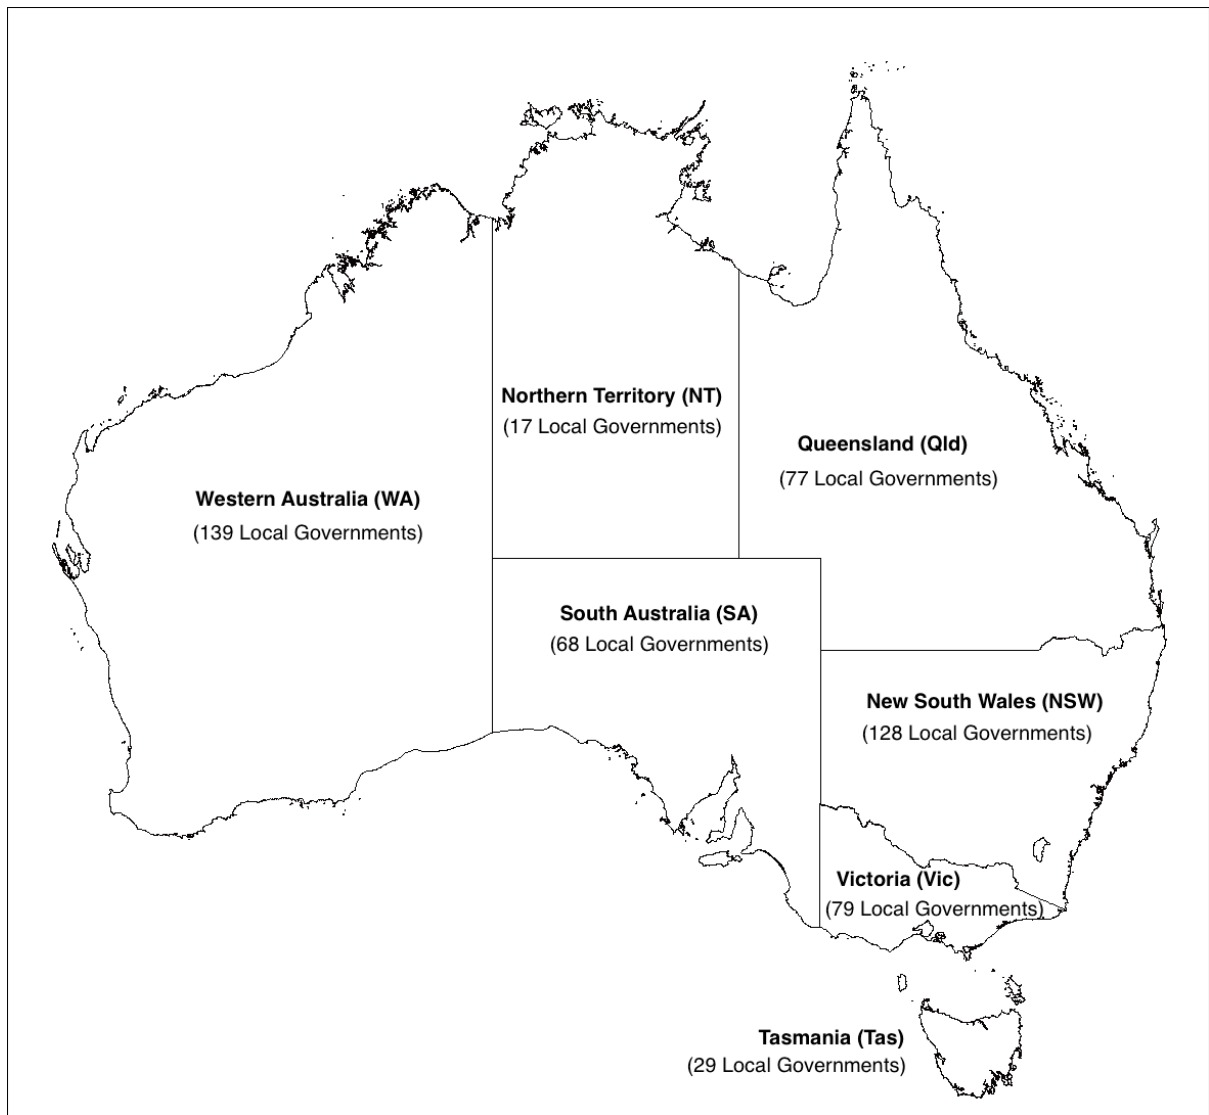 Northern Territory (NT)
(17 Local Governments)
Queensland (Qld)
(77 Local Governments)
Western Australia (WA)
(139 Local Governments)
South Australia (SA)
(68 Local Governments)
New South Wales (NSW)
(128 Local Governments)
Victoria (Vic)
(79 Local Governments)
Tasmania (Tas)
(29 Local Governments)